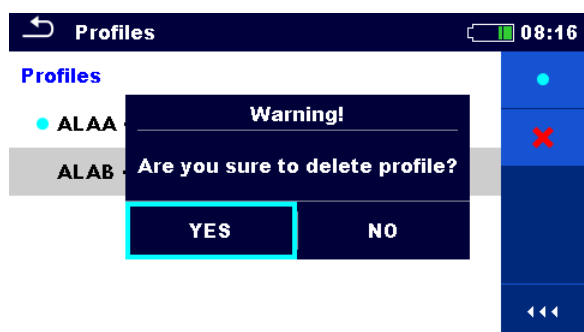 Profiles 08:16
Profiles
ALAA -
ALAB -
Warning!
Are you sure to delete profile?
YES NO